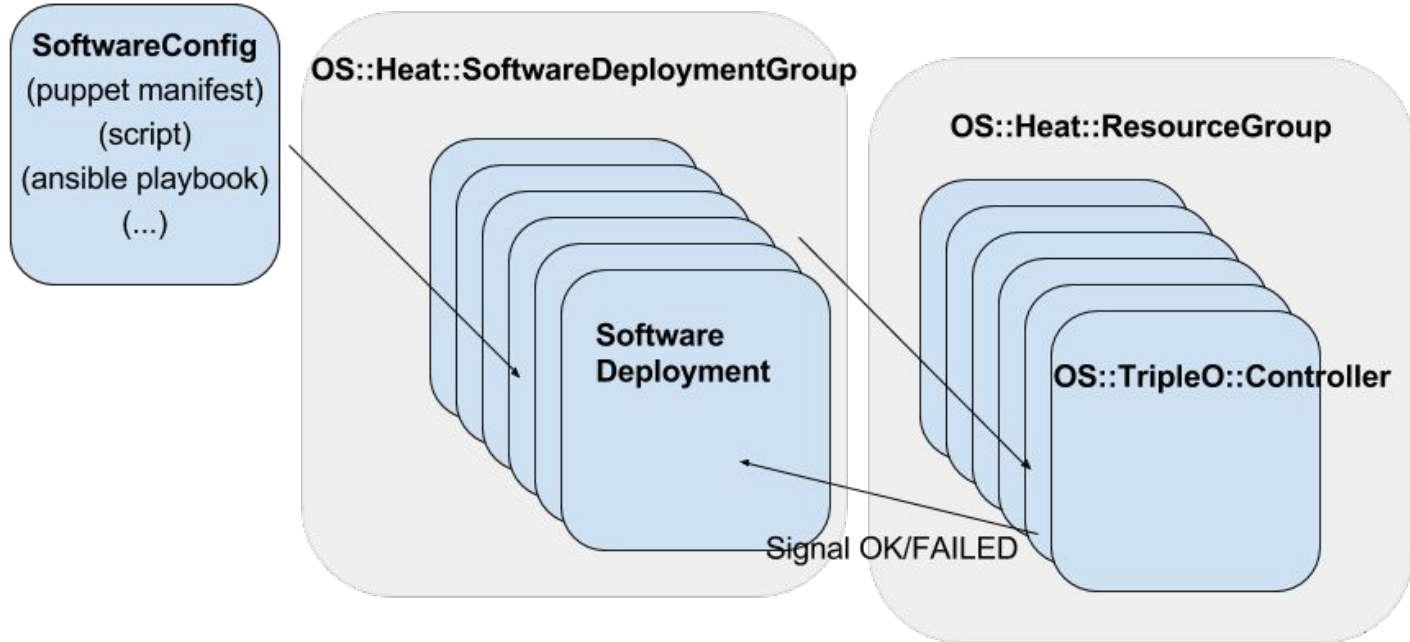 SoftwareConfig
(puppet manifest)
(script)
(ansible playbook)
(...)
OS::Heat::SoftwareDeploymentGroup
Software
Deployment
OS::Heat::ResourceGroup
OS::TripleO::Controller
Signal OK/FAILED